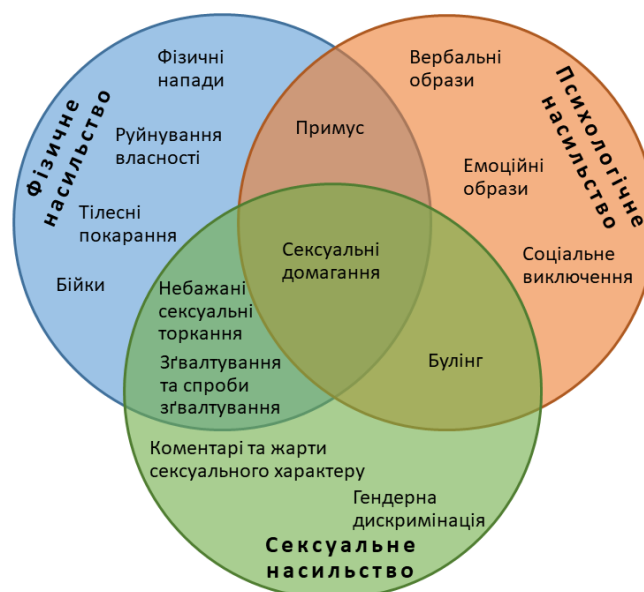 Фізичне
насильство
Фізичні
напади
Руйнування
власності
Тілесні
покарання
Бійки
Примус
Вербальні
образи
Психологічне
насильство
Емоційні
образи
Соціальне
виключення
Сексуальні
домагання
Небажані
сексуальні
торкання
Зґвалтування
та спроби
зґвалтування
Булінг
Коментарі та жарти
сексуального характеру
Гендерна
дискримінація
Сексуальне
насильство